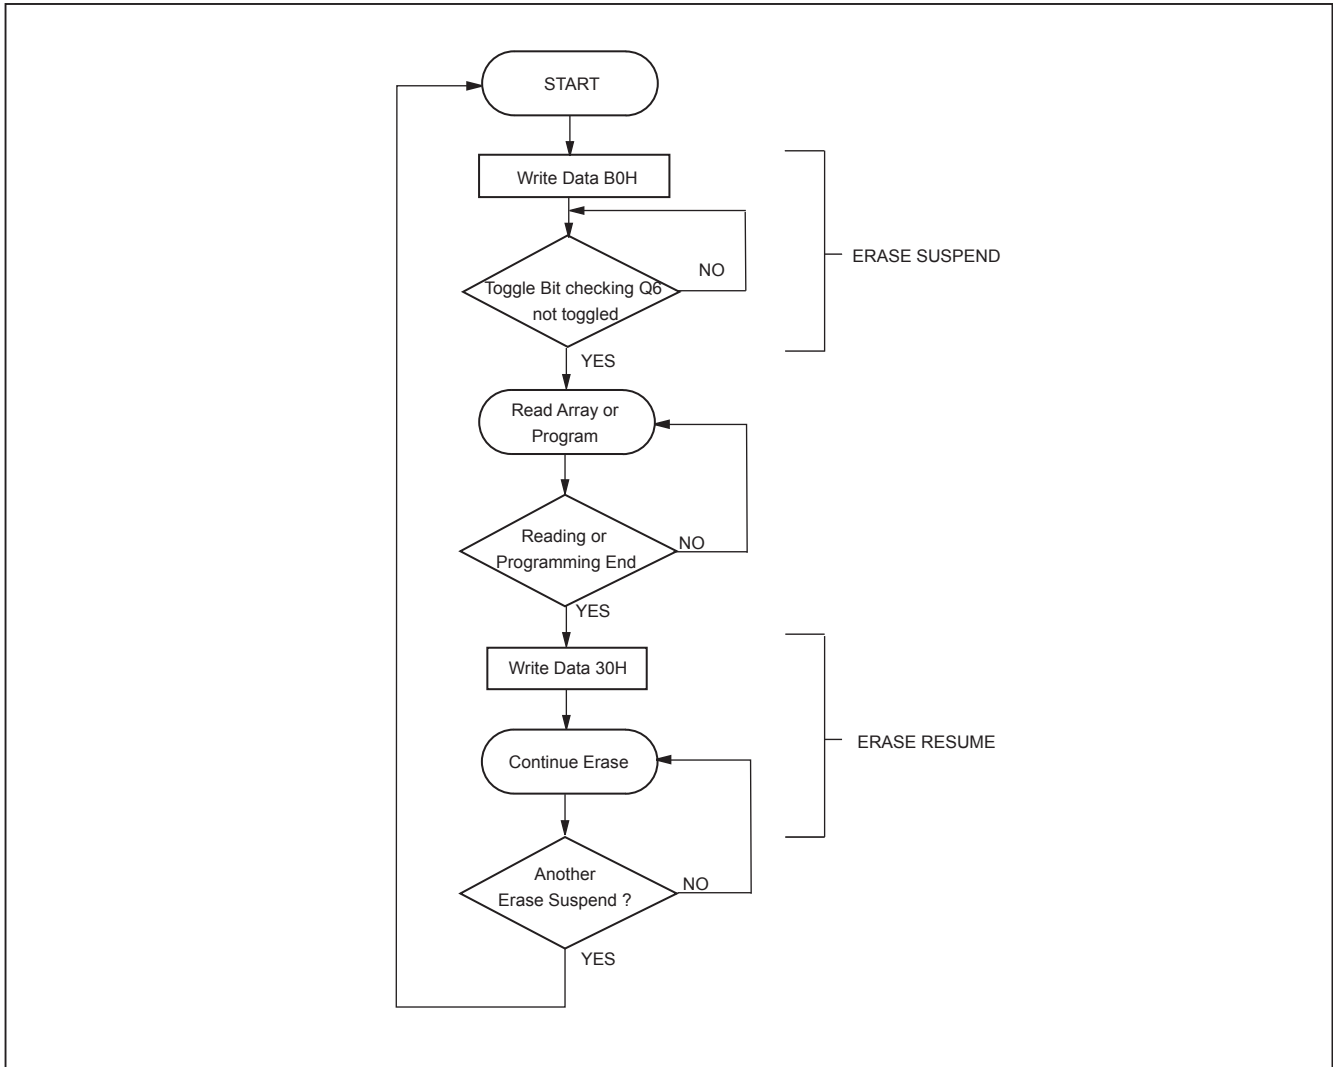 START
Write Data B0H
ERASE SUSPEND
NO
Toggle Bit checking Q6
not toggled
YES
Read Array or
Program
Reading or
NO
Programming End
YES
Write Data 30H
ERASE RESUME
Continue Erase
Another
NO
Erase Suspend ?
YES